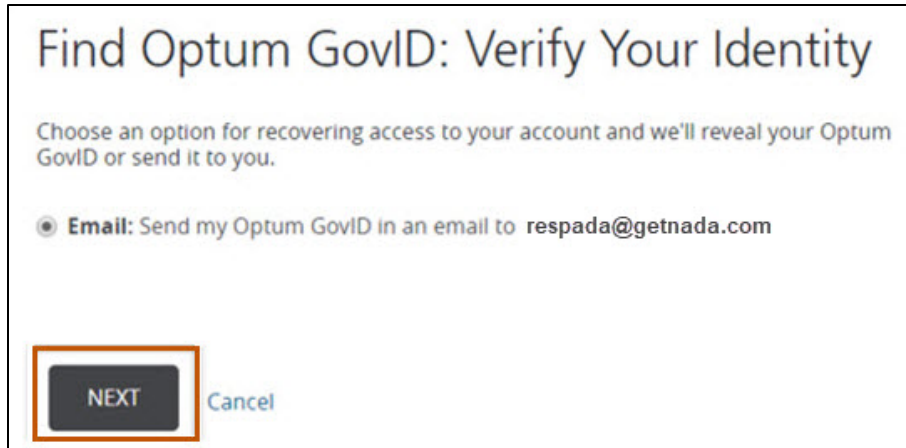 Find Optum GovID: Verify Your Identity
Choose an option for recovering access to your account and we'll reveal your Optum
GovID or send it to you.
Email: Send my Optum GovID in an email to respada@getnada.com
NEXT Cancel